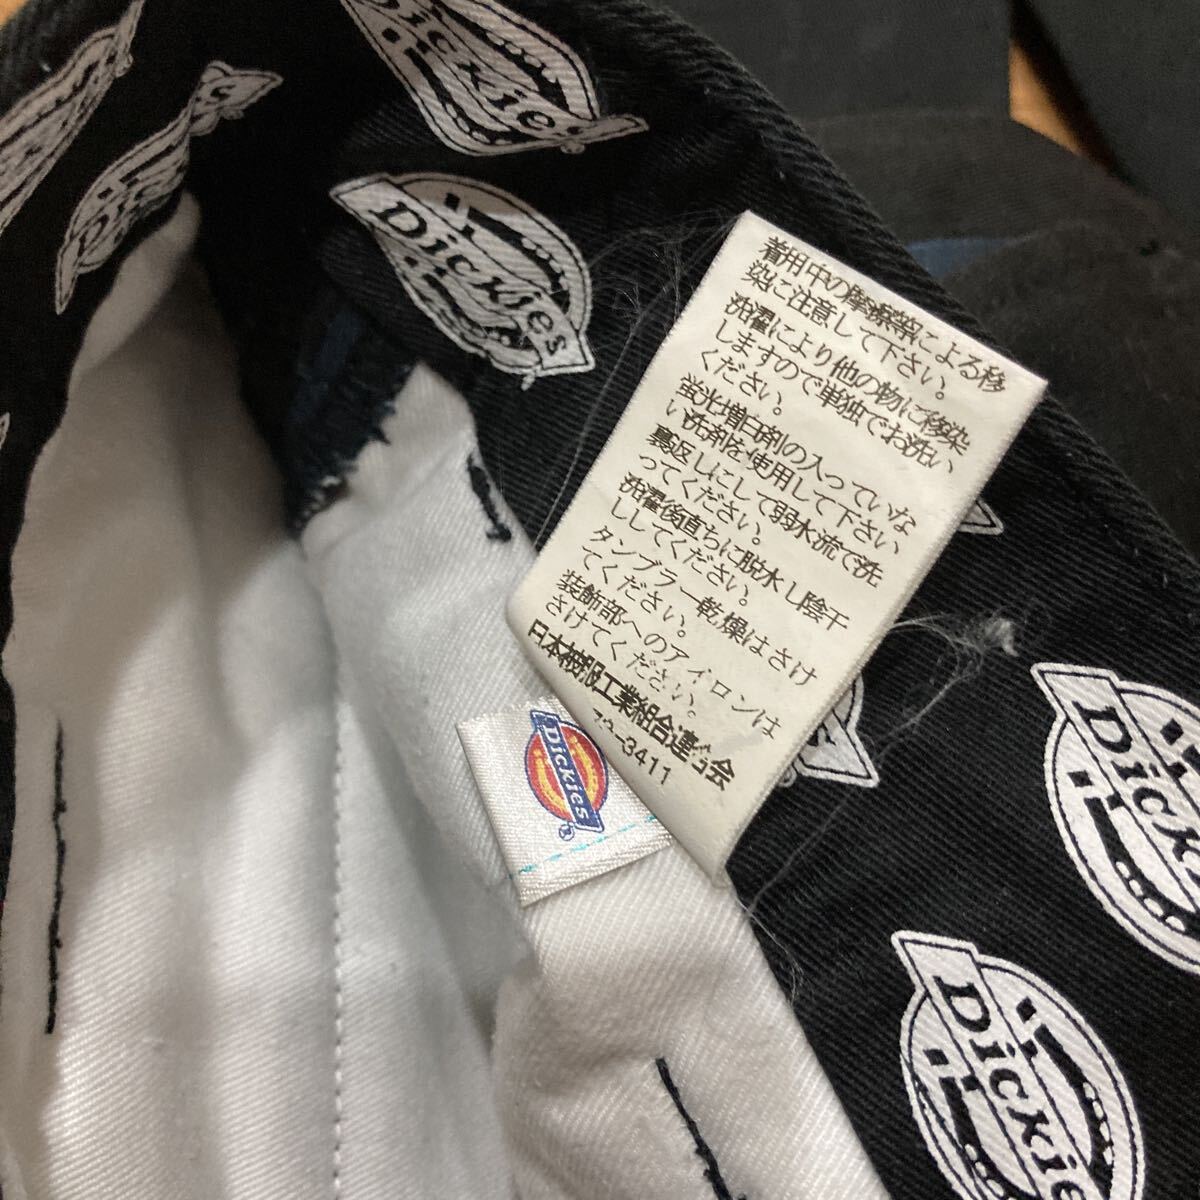 Dickies
Dickies
Dickies
Dickies
着用中の摩擦等による移
染に注意して下さい。
洗濯により他の物に移染
しますので単独でお洗い
ください。
蛍光増白剤の入っていな
い洗剤を使用して下さい
裏返しにして弱水流で洗
ってください。
洗濯後直ちに脱水し陰干
ししてください。
タンブラー乾燥はさけ
てください。
装飾部へのアイロンは
さけてください。
日本被服工業組合連合会
73-3411
Dickies
®
Dickies
Dickies